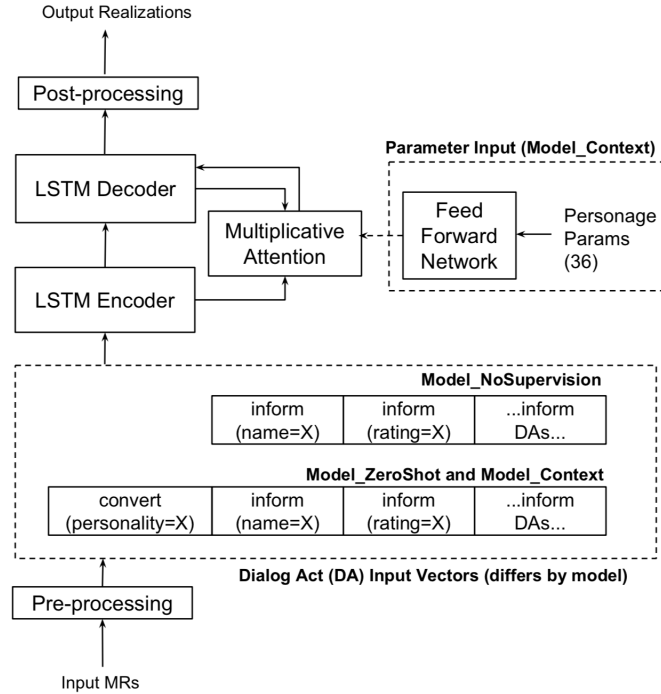 Output Realizations
Post-processing
Parameter Input (Model_Context)
LSTM Decoder
Multiplicative
Attention
Feed
Forward
Network
Personage
Params
(36)
LSTM Encoder
Model_NoSupervision
inform
(name=X)
inform
(rating=X)
...inform
DAs...
Model_ZeroShot and Model_Context
convert
(personality=X)
inform
(name=X)
inform
(rating=X)
...inform
DAs...
Dialog Act (DA) Input Vectors (differs by model)
Pre-processing
Input MRs